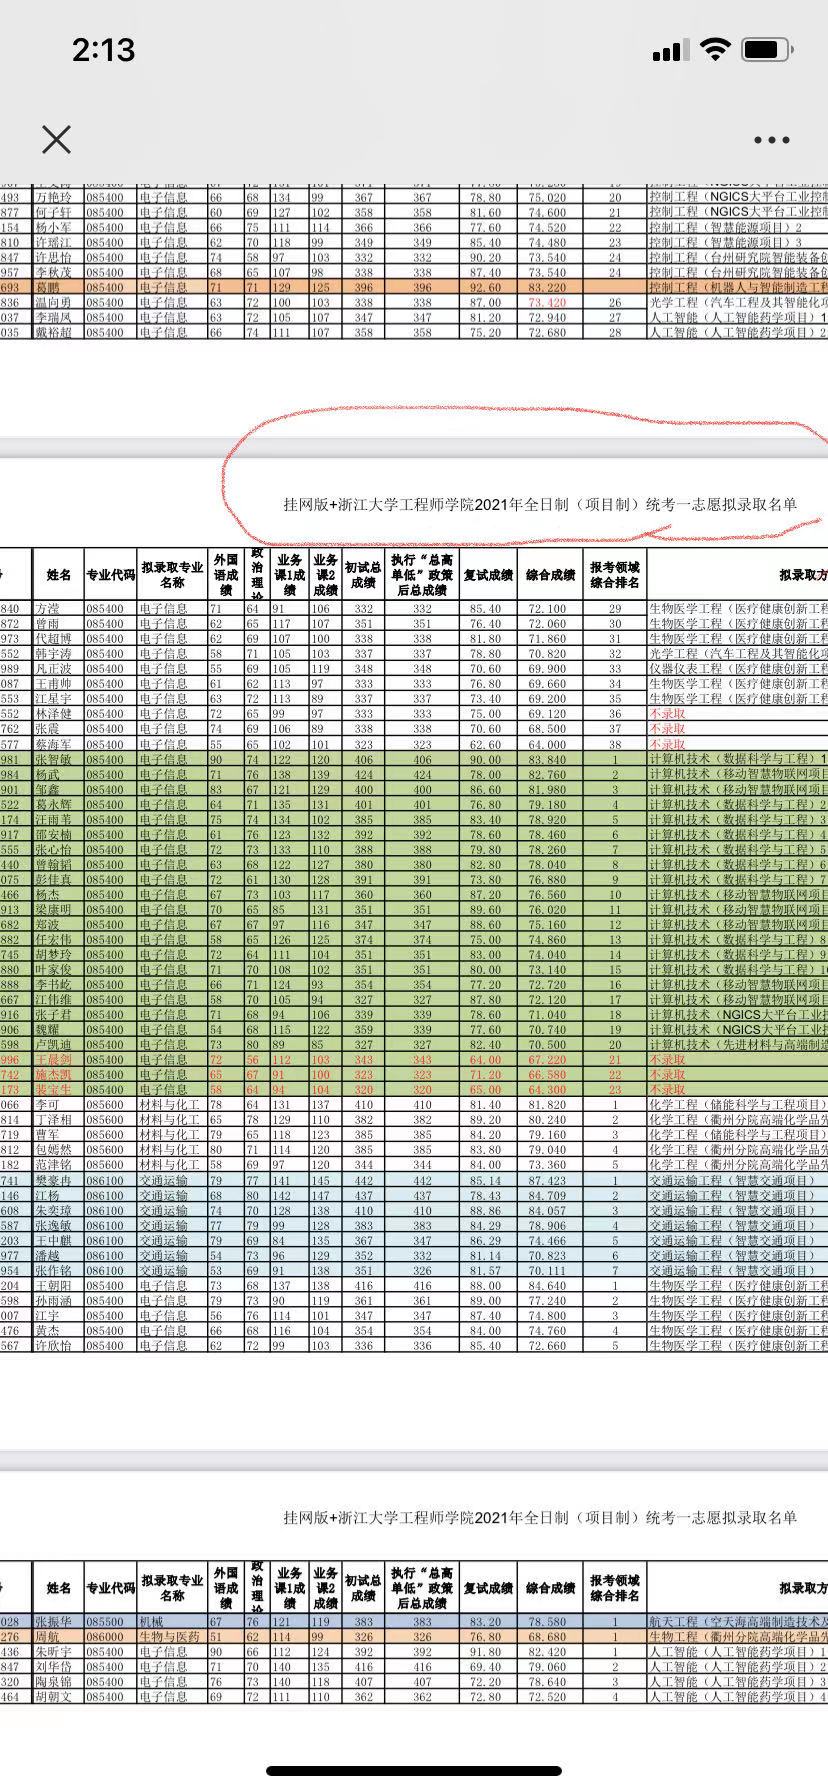 2:13
493 万艳玲 085400 电子信息 66 68 134 99 367 367 78.80 75.020 20 控制工程（NGICS大平台工业控制
877 何子轩 085400 电子信息 60 69 127 102 358 358 81.60 74.600 21 控制工程（NGICS大平台工业控
154 杨小军 085400 电子信息 66 75 111 114 366 366 77.60 74.520 22 控制工程（智慧能源项目）2
810 许瑶江 085400 电子信息 62 70 118 99 349 349 85.40 74.480 23 控制工程（智慧能源项目）3
847 许思怡 085400 电子信息 74 58 97 103 332 332 90.20 73.540 24 控制工程（台州研究院智能装备创
957 李秋茂 085400 电子信息 68 65 107 98 338 338 87.40 73.540 24 控制工程（台州研究院智能装备创
693 葛鹏 085400 电子信息 71 71 129 125 396 396 92.60 83.220 控制工程（机器人与智能制造工程
836 温向勇 085400 电子信息 63 72 100 103 338 338 87.00 73.420 26 光学工程（汽车工程及其智能化项
037 李瑞凤 085400 电子信息 63 72 105 107 347 347 81.20 72.940 27 人工智能（人工智能药学项目）1
035 戴裕超 085400 电子信息 66 74 111 107 358 358 75.20 72.680 28 人工智能（人工智能药学项目）2
挂网版+浙江大学工程师学院2021年全日制（项目制）统考一志愿拟录取名单
姓名 专业代码 拟录取专业名称 外国语成绩 政治理论 业务课1成绩 业务课2成绩 初试总成绩 执行“总高单低”政策后总成绩 复试成绩 综合成绩 报考领域综合排名 拟录取方
840 方滢 085400 电子信息 71 64 91 106 332 332 85.40 72.100 29 生物医学工程（医疗健康创新工程
872 曾雨 085400 电子信息 62 65 117 107 351 351 76.40 72.060 30 生物医学工程（医疗健康创新工程
973 代超博 085400 电子信息 62 69 107 100 338 338 81.80 71.860 31 生物医学工程（医疗健康创新工程
552 韩宇涛 085400 电子信息 58 71 105 103 337 337 78.80 70.820 32 光学工程（汽车工程及其智能化项
989 凡正波 085400 电子信息 55 69 105 119 348 348 70.60 69.900 33 仪器仪表工程（医疗健康创新工程
087 王甫帅 085400 电子信息 61 62 113 97 333 333 76.80 69.660 34 生物医学工程（医疗健康创新工程
553 江星宇 085400 电子信息 63 72 113 89 337 337 73.40 69.200 35 生物医学工程（医疗健康创新工程
552 林泽健 085400 电子信息 72 65 99 97 333 333 75.00 69.120 36 不录取
762 张震 085400 电子信息 74 69 106 89 338 338 70.60 68.500 37 不录取
577 蔡海军 085400 电子信息 55 65 102 101 323 323 62.60 64.000 38 不录取
981 张智敏 085400 电子信息 90 74 122 120 406 406 90.00 83.840 1 计算机技术（数据科学与工程）1
984 杨武 085400 电子信息 71 76 138 139 424 424 78.00 82.760 2 计算机技术（移动智慧物联网项目
901 邹鑫 085400 电子信息 83 67 121 129 400 400 86.60 81.980 3 计算机技术（移动智慧物联网项目
522 葛永辉 085400 电子信息 64 71 135 131 401 401 76.80 79.180 4 计算机技术（数据科学与工程）2
174 汪雨苇 085400 电子信息 75 74 134 102 385 385 83.40 78.920 5 计算机技术（数据科学与工程）3
917 邵安楠 085400 电子信息 61 76 123 132 392 392 78.60 78.460 6 计算机技术（数据科学与工程）4
555 张心怡 085400 电子信息 72 73 133 110 388 388 79.80 78.260 7 计算机技术（数据科学与工程）5
440 曾翰韬 085400 电子信息 63 68 122 127 380 380 82.80 78.040 8 计算机技术（数据科学与工程）6
075 彭佳真 085400 电子信息 72 61 130 128 391 391 73.80 76.880 9 计算机技术（数据科学与工程）7
466 杨杰 085400 电子信息 67 73 103 117 360 360 87.20 76.560 10 计算机技术（移动智慧物联网项目
913 梁康明 085400 电子信息 70 65 85 131 351 351 89.60 76.020 11 计算机技术（移动智慧物联网项目
682 郑波 085400 电子信息 67 67 97 116 347 347 88.60 75.160 12 计算机技术（移动智慧物联网项目
882 任宏伟 085400 电子信息 58 65 126 125 374 374 75.00 74.860 13 计算机技术（数据科学与工程）8
745 胡梦玲 085400 电子信息 72 64 111 104 351 351 83.00 74.040 14 计算机技术（数据科学与工程）9
880 叶家俊 085400 电子信息 71 70 108 102 351 351 80.00 73.140 15 计算机技术（数据科学与工程）1
888 李书屹 085400 电子信息 66 71 124 93 354 354 77.20 72.720 16 计算机技术（移动智慧物联网项目
667 江伟维 085400 电子信息 58 70 105 94 327 327 87.80 72.120 17 计算机技术（移动智慧物联网项目
916 张子君 085400 电子信息 71 68 94 106 339 339 78.60 71.040 18 计算机技术（NGICS大平台工业
906 魏耀 085400 电子信息 54 68 115 122 359 339 77.60 70.740 19 计算机技术（NGICS大平台工业
598 卢凯迪 085400 电子信息 73 80 89 85 327 327 82.40 70.500 20 计算机技术（先进材料与高端制造
996 王晨剑 085400 电子信息 72 56 112 103 343 343 64.00 67.220 21 不录取
742 施杰凯 085400 电子信息 65 67 91 100 323 323 71.20 66.580 22 不录取
173 裴宝生 085400 电子信息 58 64 94 104 320 320 65.00 64.300 23 不录取
066 李可 085600 材料与化工 78 64 131 137 410 410 81.40 81.820 1 化学工程（储能科学与工程项目）
814 丁泽相 085600 材料与化工 65 78 129 110 382 382 89.20 80.240 2 化学工程（衢州分院高端化学品先
719 曹军 085600 材料与化工 79 65 118 123 385 385 84.20 79.160 3 化学工程（储能科学与工程项目）
812 包嫣然 085600 材料与化工 80 71 114 120 385 385 83.80 79.040 4 化学工程（衢州分院高端化学品先
182 范津铭 085600 材料与化工 58 69 97 120 344 344 84.00 73.360 5 化学工程（衢州分院高端化学品先
741 樊豪冉 086100 交通运输 79 77 141 145 442 442 85.14 87.423 1 交通运输工程（智慧交通项目）
146 江杨 086100 交通运输 68 80 142 147 437 437 78.43 84.709 2 交通运输工程（智慧交通项目）
608 朱奕璋 086100 交通运输 74 70 128 138 410 410 88.86 84.057 3 交通运输工程（智慧交通项目）
587 张逸敏 086100 交通运输 77 79 99 128 383 383 84.29 78.906 4 交通运输工程（智慧交通项目）
203 王中麒 086100 交通运输 79 69 84 135 367 347 86.29 74.466 5 交通运输工程（智慧交通项目）
977 潘越 086100 交通运输 54 73 96 129 352 332 81.14 70.823 6 交通运输工程（智慧交通项目）
954 张作铭 086100 交通运输 53 69 91 138 351 326 81.57 70.111 7 交通运输工程（智慧交通项目）
204 王朝阳 085400 电子信息 73 68 137 138 416 416 88.00 84.640 1 生物医学工程（医疗健康创新工程
598 孙雨涵 085400 电子信息 79 73 90 119 361 361 89.00 77.240 2 生物医学工程（医疗健康创新工程
007 江宇 085400 电子信息 56 76 114 101 347 347 87.40 74.800 3 生物医学工程（医疗健康创新工程
476 黄杰 085400 电子信息 66 68 116 104 354 354 84.00 74.760 4 生物医学工程（医疗健康创新工程
567 许欣怡 085400 电子信息 62 72 99 103 336 336 85.40 72.660 5 生物医学工程（医疗健康创新工程
挂网版+浙江大学工程师学院2021年全日制（项目制）统考一志愿拟录取名单
姓名 专业代码 拟录取专业名称 外国语成绩 政治理论 业务课1成绩 业务课2成绩 初试总成绩 执行“总高单低”政策后总成绩 复试成绩 综合成绩 报考领域综合排名 拟录取方
028 张振华 085500 机械 67 76 121 119 383 383 83.20 78.580 1 航天工程（空天海高端制造技术及
276 周航 086000 生物与医药 51 62 114 99 326 326 76.80 68.680 1 生物工程（衢州分院高端化学品先
436 朱昕宇 085400 电子信息 90 66 112 124 392 392 91.80 82.420 1 人工智能（人工智能药学项目）1
847 刘华岱 085400 电子信息 71 70 140 135 416 416 69.40 79.060 2 人工智能（人工智能药学项目）2
320 陶泉锦 085400 电子信息 76 73 140 118 407 407 72.20 78.640 3 人工智能（人工智能药学项目）3
464 胡朝文 085400 电子信息 69 72 111 110 362 362 72.80 72.520 4 人工智能（人工智能药学项目）4